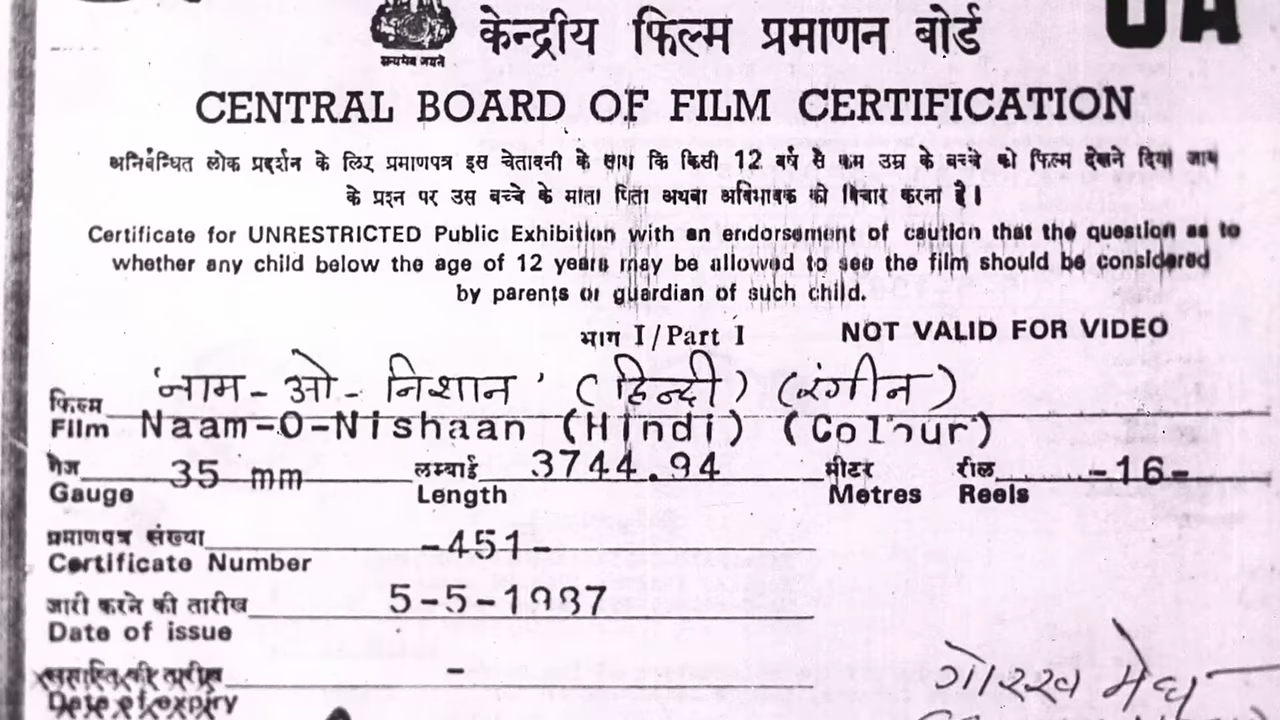 सत्यमेव जयते
केन्द्रीय फिल्म प्रमाणन बोर्ड
UA
CENTRAL BOARD OF FILM CERTIFICATION
अनिर्बन्धित लोक प्रदर्शन के लिए प्रमाणपत्र इस चेतावनी के साथ कि किसी 12 वर्ष से कम उम्र के बच्चे को फिल्म देखने दिया जाय
के प्रश्न पर उस बच्चे के माता पिता अथवा अभिभावक को विचार करना है।
Certificate for UNRESTRICTED Public Exhibition with an endorsement of caution that the question as to
whether any child below the age of 12 years may be allowed to see the film should be considered
by parents or guardian of such child.
भाग I/Part I NOT VALID FOR VIDEO
फिल्म 'नाम-ओ-निशान' (हिन्दी) (रंगीन)
Film Naam-O-Nishaan (Hindi) (Colour)
गेज 35 mm लम्बाई 3744.94 मीटर रील -16-
Gauge Length Metres Reels
प्रमाणपत्र संख्या -451-
Certificate Number
जारी करने की तारीख 5-5-1987
Date of issue
समाप्ति की तारीख -
Date of expiry